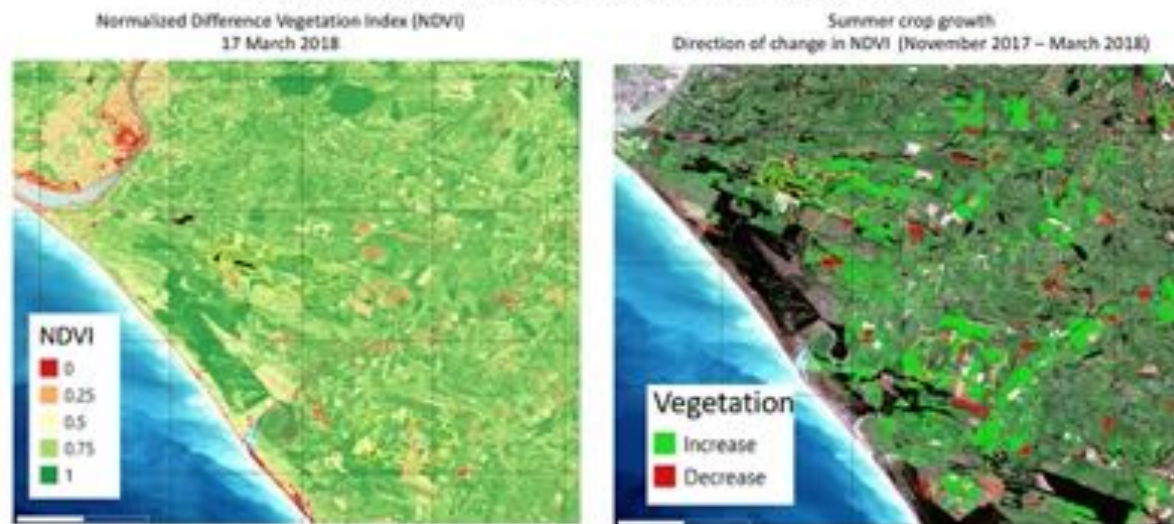 Normalized Difference Vegetation Index (NDVI)
17 March 2018
Summer crop growth
Direction of change in NDVI (November 2017 – March 2018)
NDVI
0
0.25
0.5
0.75
1
Vegetation
Increase
Decrease